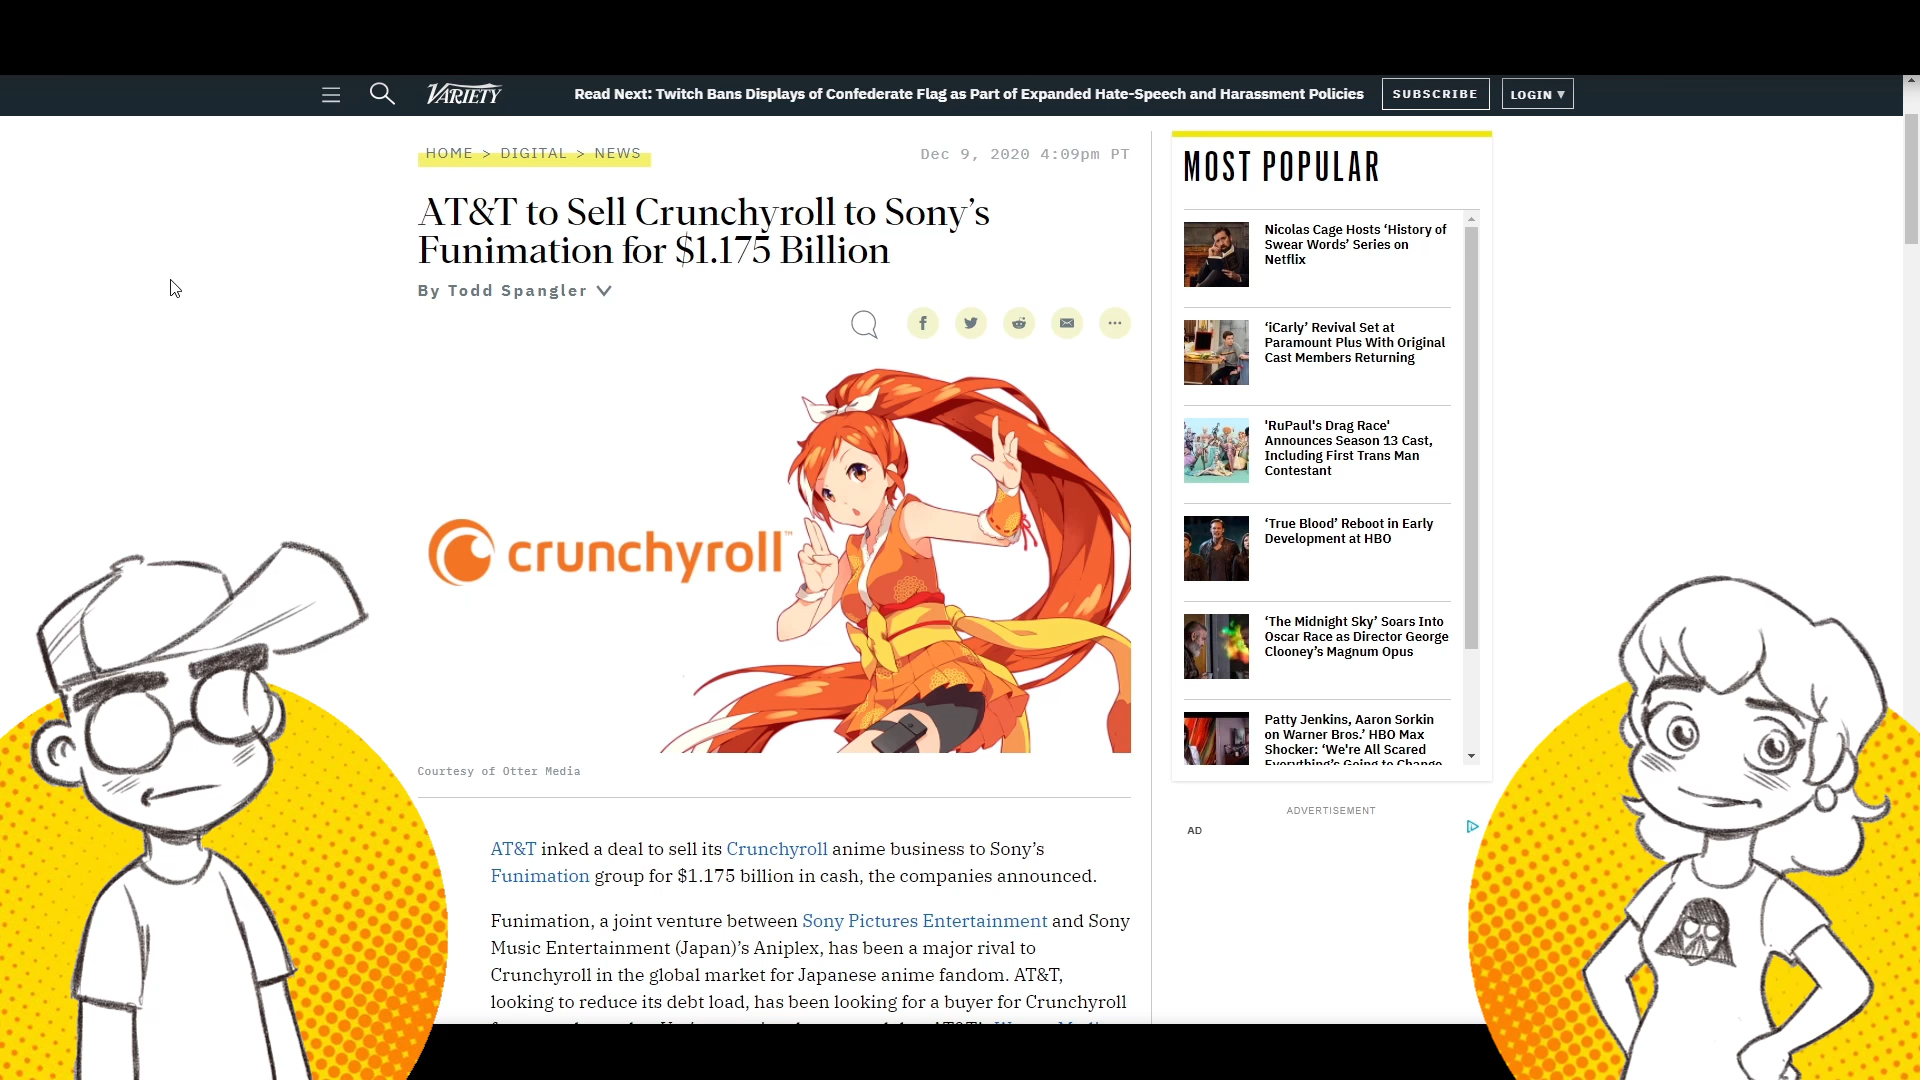 VARIETY
Read Next: Twitch Bans Displays of Confederate Flag as Part of Expanded Hate-Speech and Harassment Policies
SUBSCRIBE
LOGIN ▼
HOME > DIGITAL > NEWS
Dec 9, 2020 4:09pm PT
AT&T to Sell Crunchyroll to Sony’s
Funimation for $1.175 Billion
By Todd Spangler
crunchyroll™
Courtesy of Otter Media
AT&T inked a deal to sell its Crunchyroll anime business to Sony’s
Funimation group for $1.175 billion in cash, the companies announced.
Funimation, a joint venture between Sony Pictures Entertainment and Sony
Music Entertainment (Japan)’s Aniplex, has been a major rival to
Crunchyroll in the global market for Japanese anime fandom. AT&T,
looking to reduce its debt load, has been looking for a buyer for Crunchyroll
MOST POPULAR
Nicolas Cage Hosts ‘History of
Swear Words’ Series on
Netflix
‘iCarly’ Revival Set at
Paramount Plus With Original
Cast Members Returning
'RuPaul's Drag Race'
Announces Season 13 Cast,
Including First Trans Man
Contestant
‘True Blood’ Reboot in Early
Development at HBO
‘The Midnight Sky’ Soars Into
Oscar Race as Director George
Clooney’s Magnum Opus
Patty Jenkins, Aaron Sorkin
on Warner Bros.’ HBO Max
Shocker: ‘We're All Scared
Everything’s Going to Change
ADVERTISEMENT
AD